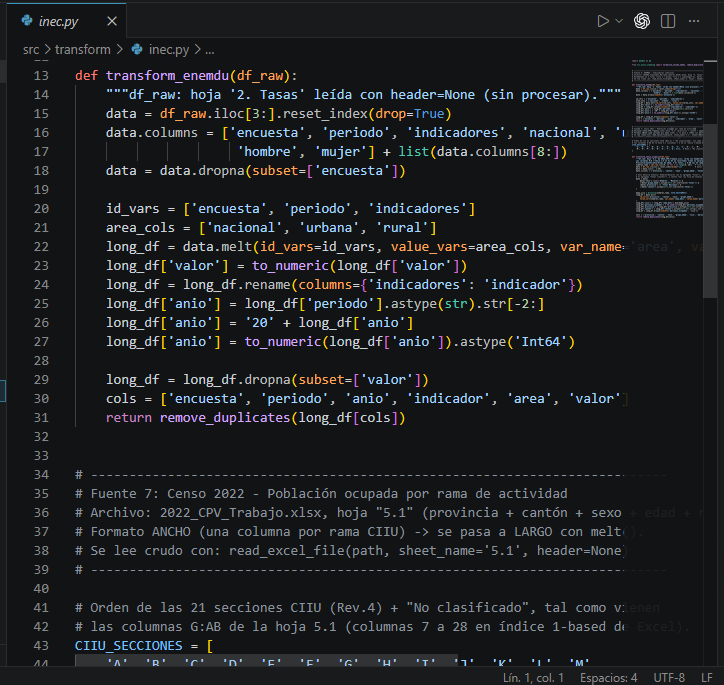 inec.py
src > transform > inec.py > ...
13 def transform_enemdu(df_raw):
14 """df_raw: hoja '2. Tasas' leída con header=None (sin procesar)."""
15 data = df_raw.iloc[3:].reset_index(drop=True)
16 data.columns = ['encuesta', 'periodo', 'indicadores', 'nacional',
17 'hombre', 'mujer'] + list(data.columns[8:])
18 data = data.dropna(subset=['encuesta'])
19
20 id_vars = ['encuesta', 'periodo', 'indicadores']
21 area_cols = ['nacional', 'urbana', 'rural']
22 long_df = data.melt(id_vars=id_vars, value_vars=area_cols, var_name='area', va
23 long_df['valor'] = to_numeric(long_df['valor'])
24 long_df = long_df.rename(columns={'indicadores': 'indicador'})
25 long_df['anio'] = long_df['periodo'].astype(str).str[-2:]
26 long_df['anio'] = '20' + long_df['anio']
27 long_df['anio'] = to_numeric(long_df['anio']).astype('Int64')
28
29 long_df = long_df.dropna(subset=['valor'])
30 cols = ['encuesta', 'periodo', 'anio', 'indicador', 'area', 'valor']
31 return remove_duplicates(long_df[cols])
32
33
34 # --------------------------------------------------------------------------
35 # Fuente 7: Censo 2022 - Población ocupada por rama de actividad
36 # Archivo: 2022_CPV_Trabajo.xlsx, hoja "5.1" (provincia + cantón + sexo + edad + r
37 # Formato ANCHO (una columna por rama CIIU) -> se pasa a LARGO con melt().
38 # Se lee crudo con: read_excel_file(path, sheet_name='5.1', header=None)
39 # --------------------------------------------------------------------------
40
41 # Orden de las 21 secciones CIIU (Rev.4) + "No clasificado", tal como vienen
42 # las columnas G:AB de la hoja 5.1 (columnas 7 a 28 en índice 1-based de Excel).
43 CIIU_SECCIONES = [
44 'A', 'B', 'C', 'D', 'E', 'F', 'G', 'H', 'I', 'J', 'K', 'L', 'M',
Lín. 1, col. 1 Espacios: 4 UTF-8 LF